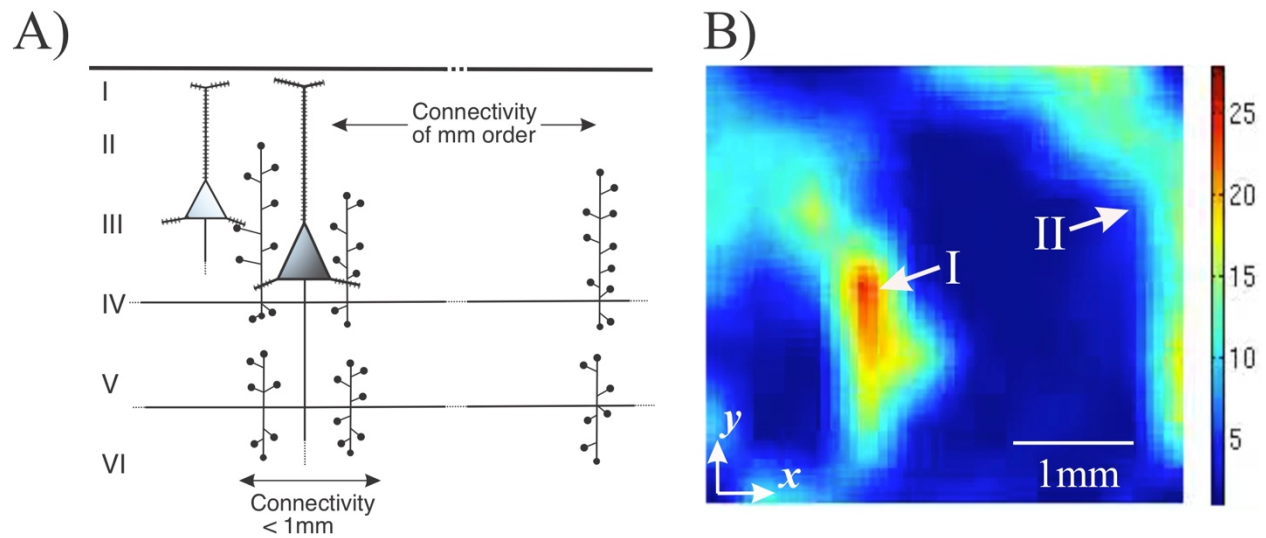 A)
I
II
III
IV
V
VI
Connectivity
of mm order
Connectivity
< 1mm
B)
I
II
y
x
1mm
25
20
15
10
5